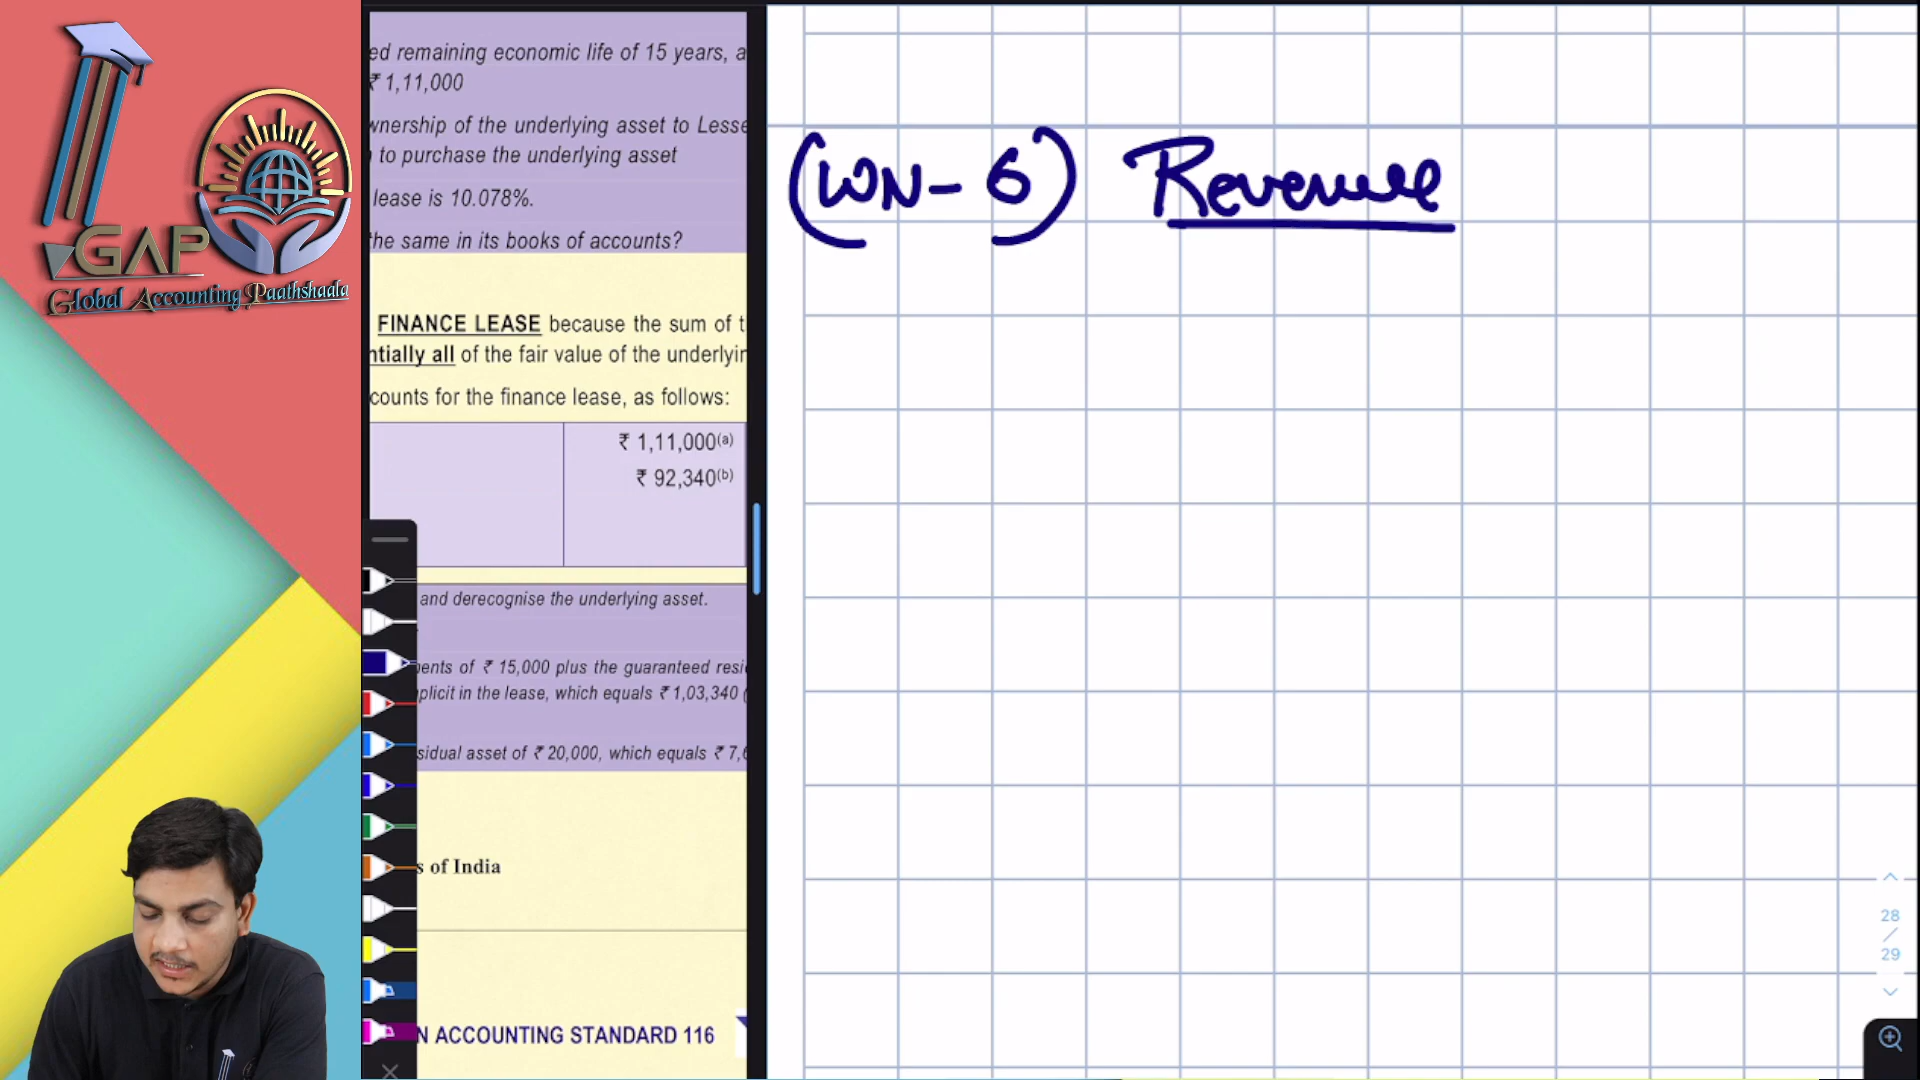 GAP
Global Accounting Paathshaala
ed remaining economic life of 15 years, a
₹ 1,11,000
wnership of the underlying asset to Lesse
to purchase the underlying asset
lease is 10.078%.
the same in its books of accounts?
FINANCE LEASE because the sum of t
ntially all of the fair value of the underlyin
counts for the finance lease, as follows:
₹ 1,11,000(a)
₹ 92,340(b)
and derecognise the underlying asset.
ents of ₹ 15,000 plus the guaranteed resi
plicit in the lease, which equals ₹ 1,03,340 (
sidual asset of ₹ 20,000, which equals ₹ 7,6
s of India
N ACCOUNTING STANDARD 116
(WN-6) Revenue
28
/
29